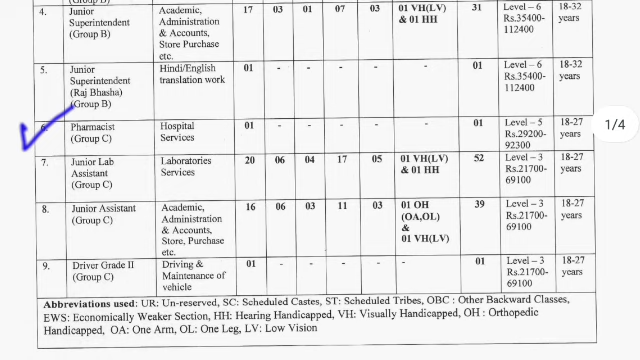 (Group B)
4. Junior Academic, 17 03 01 07 03 01 VH(LV) 31 Level – 6 18-32
Superintendent Administration & 01 HH Rs.35400- years
(Group B) & Accounts, 112400
Store Purchase
etc.
5. Junior Hindi/English 01 - - - - - 01 Level – 6 18-32
Superintendent translation work Rs.35400- years
(Raj Bhasha) 112400
(Group B)
6. Pharmacist Hospital 01 - - - - - 01 Level – 5 18-27
(Group C) Services Rs.29200- years
92300
7. Junior Lab Laboratories 20 06 04 17 05 01 VH(LV) 52 Level – 3 18-27
Assistant Services & 01 HH Rs.21700- years
(Group C) 69100
8. Junior Assistant Academic, 16 06 03 11 03 01 OH 39 Level – 3 18-27
(Group C) Administration (OA,OL) Rs.21700- years
& Accounts, & 69100
Store, Purchase 01 VH(LV)
etc.
9. Driver Grade II Driving & 01 - - - - - 01 Level – 3 18-27
(Group C) Maintenance of Rs.21700- years
vehicle 69100
Abbreviations used: UR: Un-reserved, SC: Scheduled Castes, ST: Scheduled Tribes, OBC : Other Backward Classes,
EWS: Economically Weaker Section, HH: Hearing Handicapped, VH: Visually Handicapped, OH : Orthopedic
Handicapped, OA: One Arm, OL: One Leg, LV: Low Vision
1/4